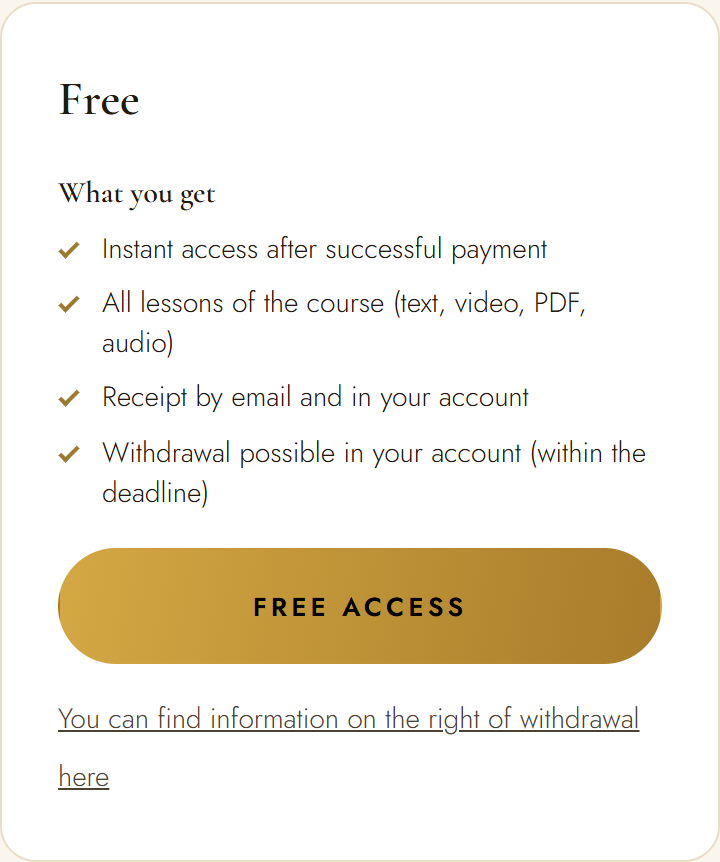 Free
What you get
Instant access after successful payment
All lessons of the course (text, video, PDF,
audio)
Receipt by email and in your account
Withdrawal possible in your account (within the
deadline)
FREE ACCESS
You can find information on the right of withdrawal
here